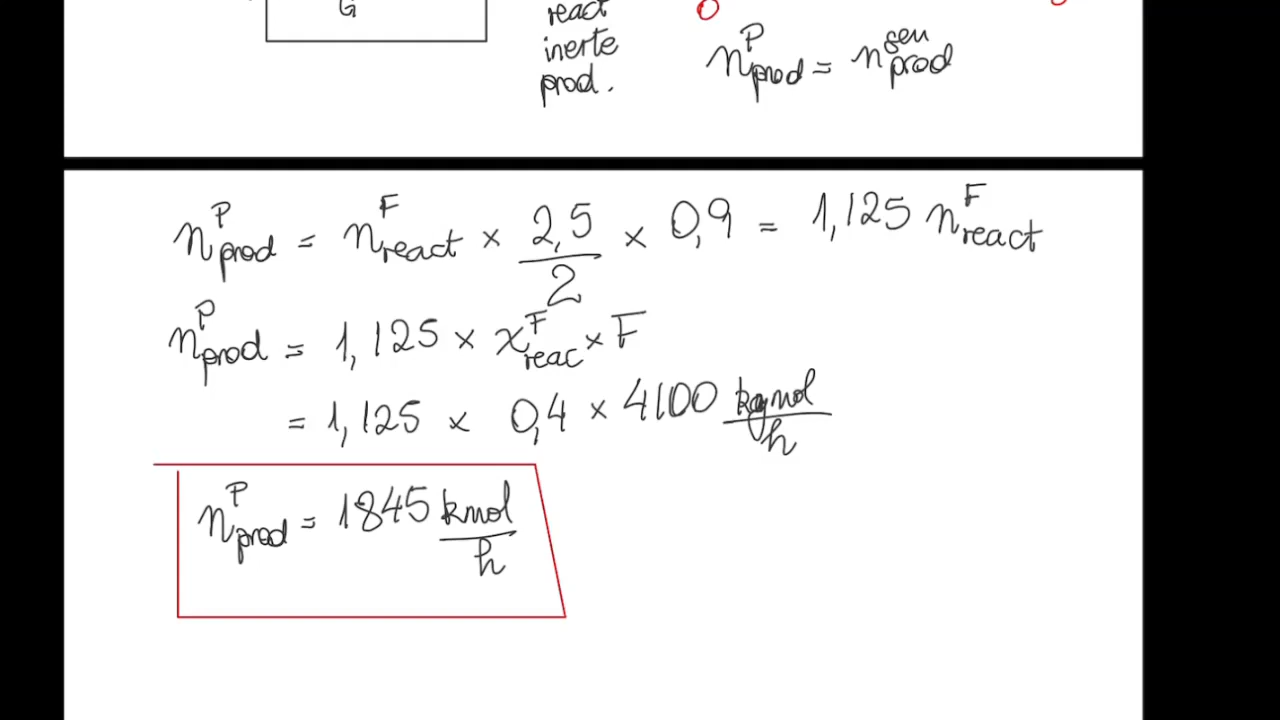 G
react
inerte
prod.
n^P_prod = n^gen_prod
n^P_prod = n^F_react × 2,5/2 × 0,9 = 1,125 n^F_react
n^P_prod = 1,125 × x^F_reac × F
= 1,125 × 0,4 × 4100 kgmol/h
n^P_prod = 1845 kmol/h